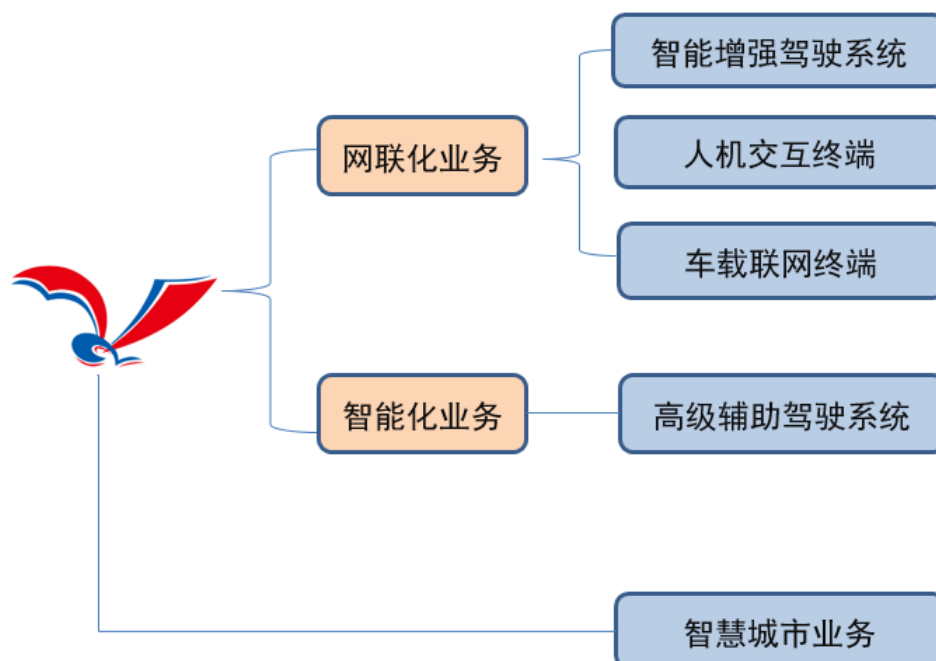 智能增强驾驶系统
网联化业务
人机交互终端
车载联网终端
智能化业务
高级辅助驾驶系统
智慧城市业务